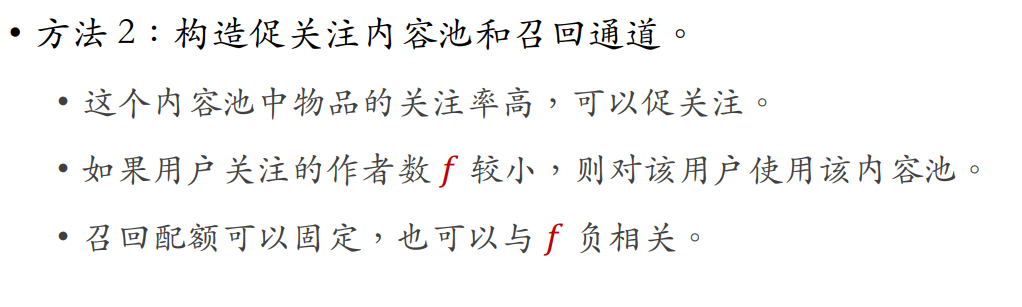 • 方法 2：构造促关注内容池和召回通道。
• 这个内容池中物品的关注率高，可以促关注。
• 如果用户关注的作者数 f 较小，则对该用户使用该内容池。
• 召回配额可以固定，也可以与 f 负相关。